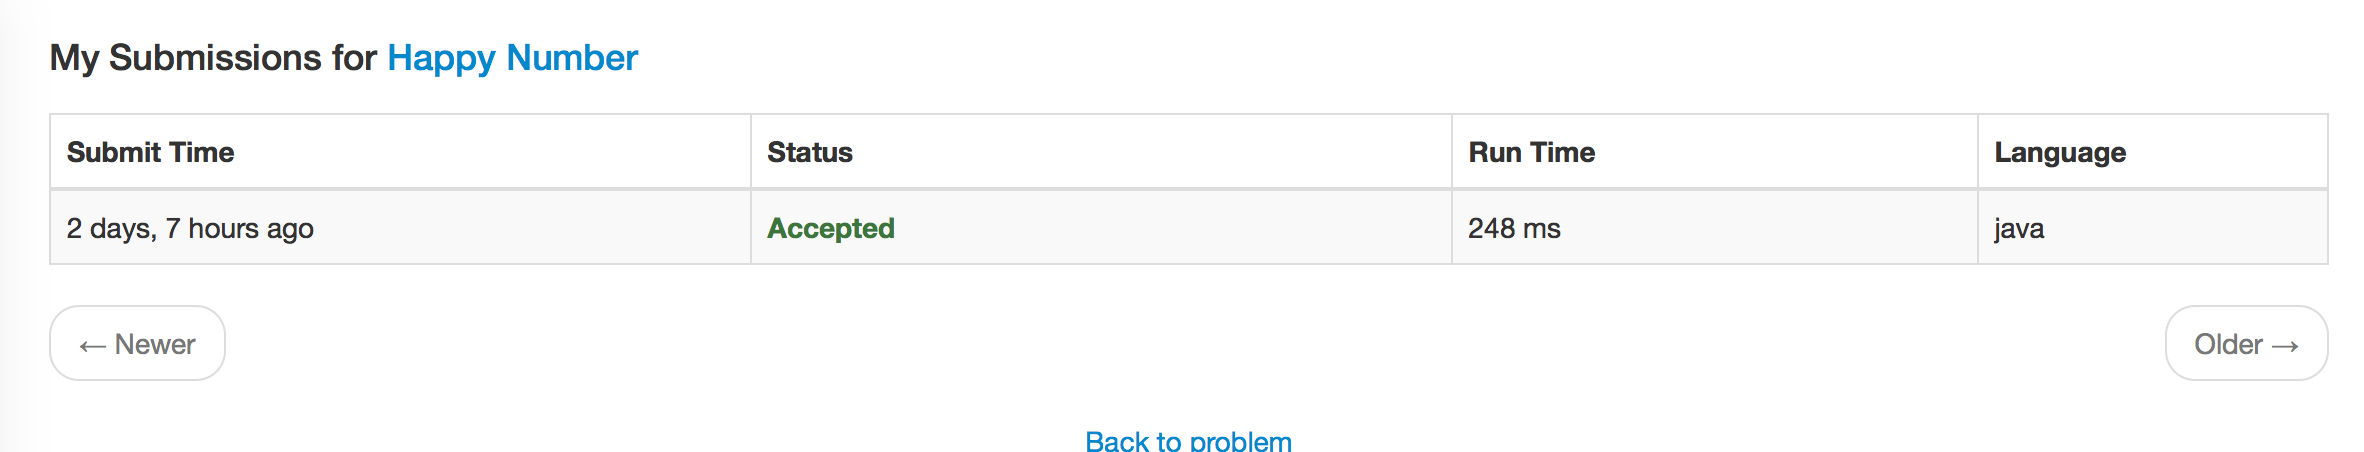 My Submissions for Happy Number
Submit Time Status Run Time Language
2 days, 7 hours ago Accepted 248 ms java
← Newer Older →
Back to problem